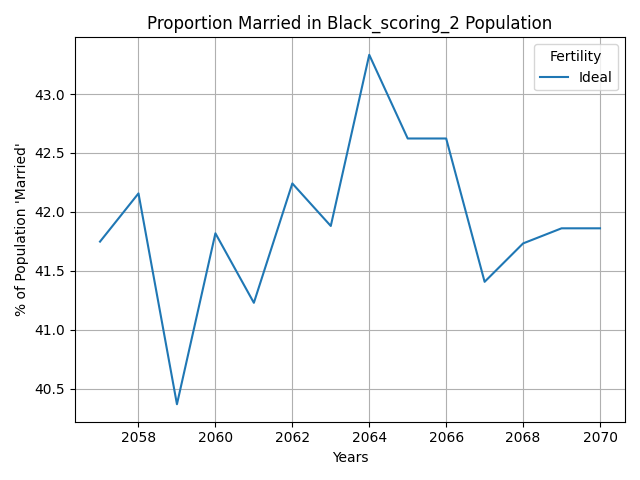 Proportion Married in Black_scoring_2 Population
Fertility
Ideal
% of Population 'Married'
43.0
42.5
42.0
41.5
41.0
40.5
2058 2060 2062 2064 2066 2068 2070
Years